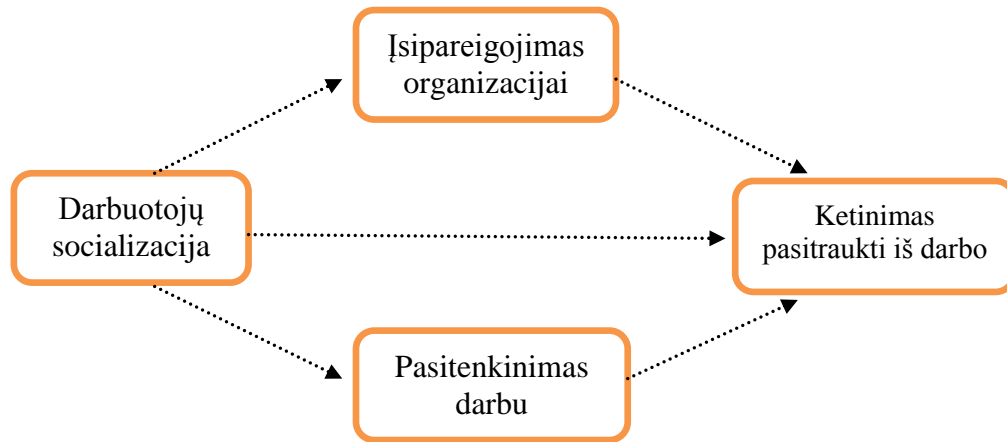 Įsipareigojimas
organizacijai
Darbuotojų
socializacija
Ketinimas
pasitraukti iš darbo
Pasitenkinimas
darbu